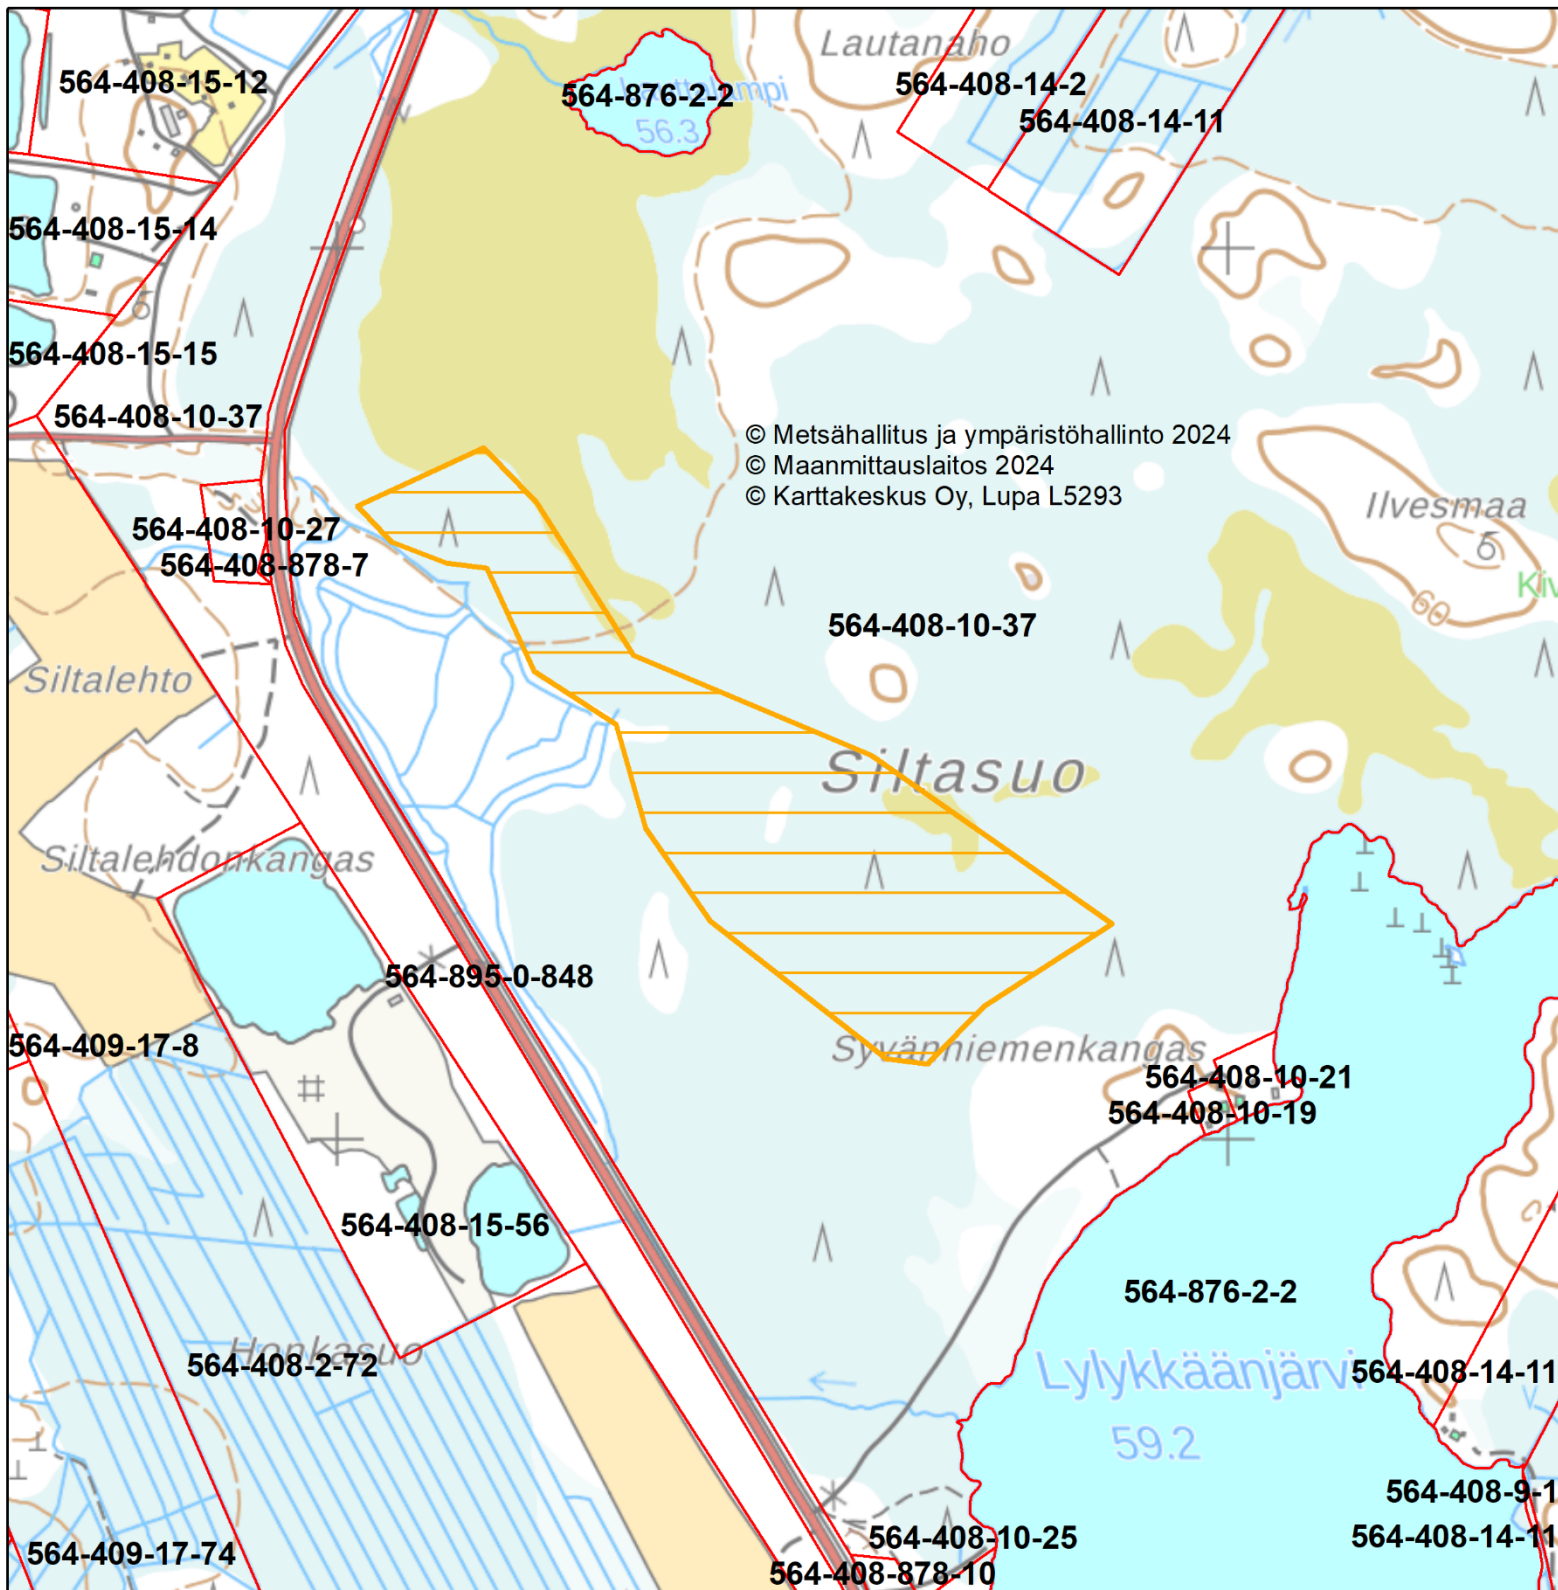 Lautanaho
564-408-15-12
564-876-2-2
56.3
564-408-14-2
564-408-14-11
564-408-15-14
564-408-15-15
564-408-10-37
© Metsähallitus ja ympäristöhallinto 2024
© Maanmittauslaitos 2024
© Karttakeskus Oy, Lupa L5293
Ilvesmaa
564-408-10-27
564-408-878-7
Kiv
60
564-408-10-37
Siltalehto
Siltasuo
Siltalehdonkangas
564-895-0-848
564-409-17-8
Syvänniemenkangas
564-408-10-21
564-408-10-19
564-408-15-56
564-876-2-2
Honkasuo
564-408-2-72
Lylykkäänjärvi
564-408-14-11
59.2
564-408-9-1
564-408-10-25
564-408-14-11
564-409-17-74
564-408-878-10